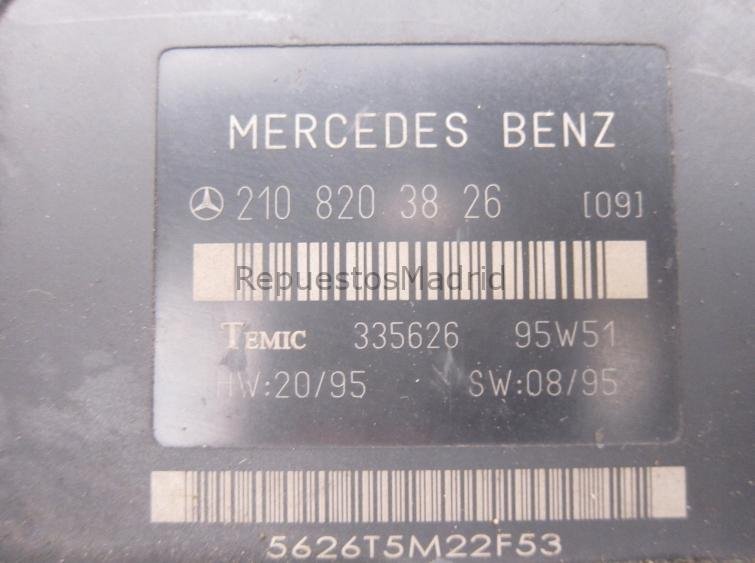 MERCEDES BENZ
210 820 38 26 [09]
RepuestosMadrid
TEMIC 335626 95W51
HW:20/95 SW:08/95
5626T5M22F53